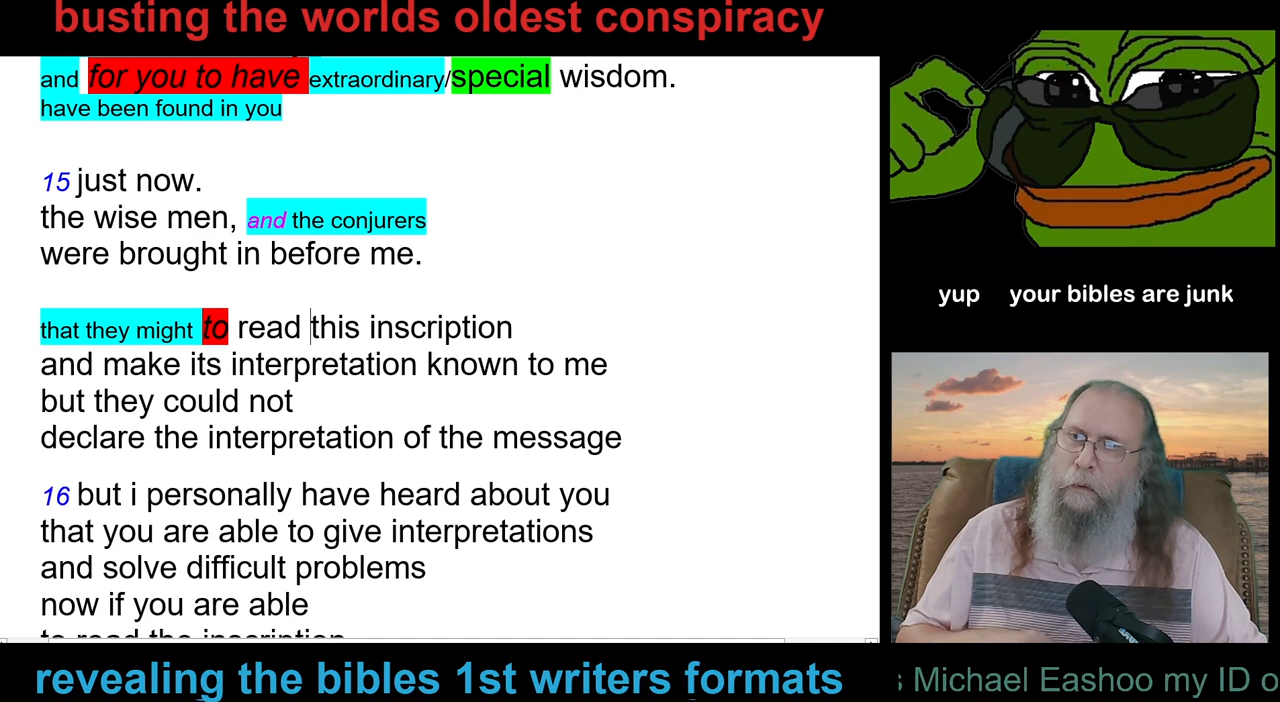 busting the worlds oldest conspiracy
and for you to have extraordinary/special wisdom.
have been found in you
15 just now.
the wise men, and the conjurers
were brought in before me.
that they might to read this inscription
and make its interpretation known to me
but they could not
declare the interpretation of the message
16 but i personally have heard about you
that you are able to give interpretations
and solve difficult problems
now if you are able
to read the inscription
yup your bibles are junk
revealing the bibles 1st writers formats
s Michael Eashoo my ID o